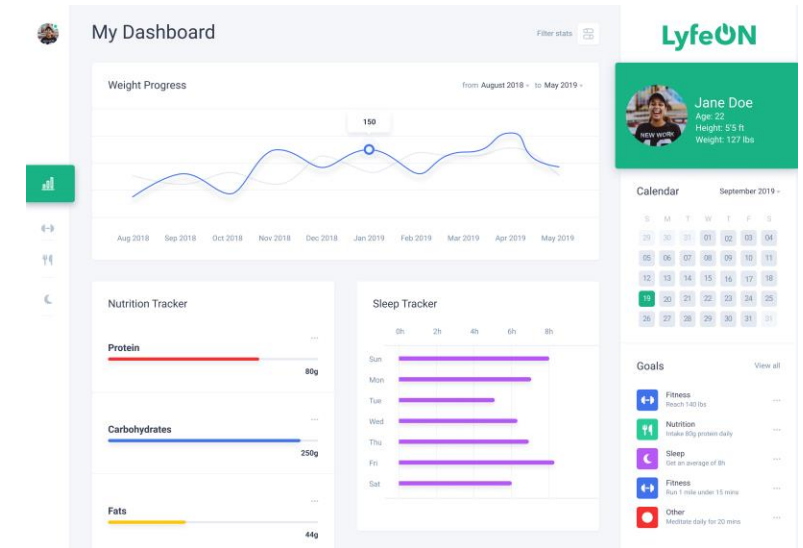 My Dashboard
Filter stats
Weight Progress
from August 2018 - to May 2019 -
150
Aug 2018 Sep 2018 Oct 2018 Nov 2018 Dec 2018 Jan 2019 Feb 2019 Mar 2019 Apr 2019 May 2019
Nutrition Tracker
Protein
80g
Carbohydrates
250g
Fats
44g
Sleep Tracker
0h 2h 4h 6h 8h
Sun
Mon
Tue
Wed
Thu
Fri
Sat
LyfeON
NEW WORK
Jane Doe
Age: 22
Height: 5'5 ft
Weight: 127 lbs
Calendar
September 2019 -
S M T W T F S
29 30 31 01 02 03 04
05 06 07 08 09 10 11
12 13 14 15 16 17 18
19 20 21 22 23 24 25
26 27 28 29 30 31 01
Goals
View all
Fitness
Reach 140 lbs
Nutrition
Intake 80g protein daily
Sleep
Get an average of 8h
Fitness
Run 1 mile under 15 mins
Other
Meditate daily for 20 mins